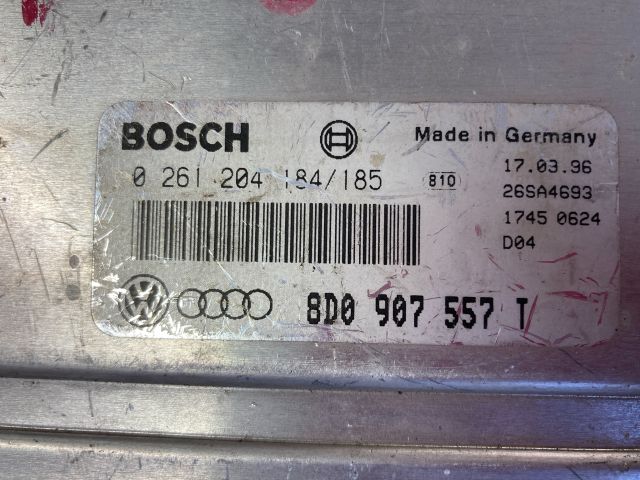 BOSCH
Made in Germany
0 261 204 184/185
810
17.03.96
26SA4693
1745 0624
D04
8D0 907 557 T